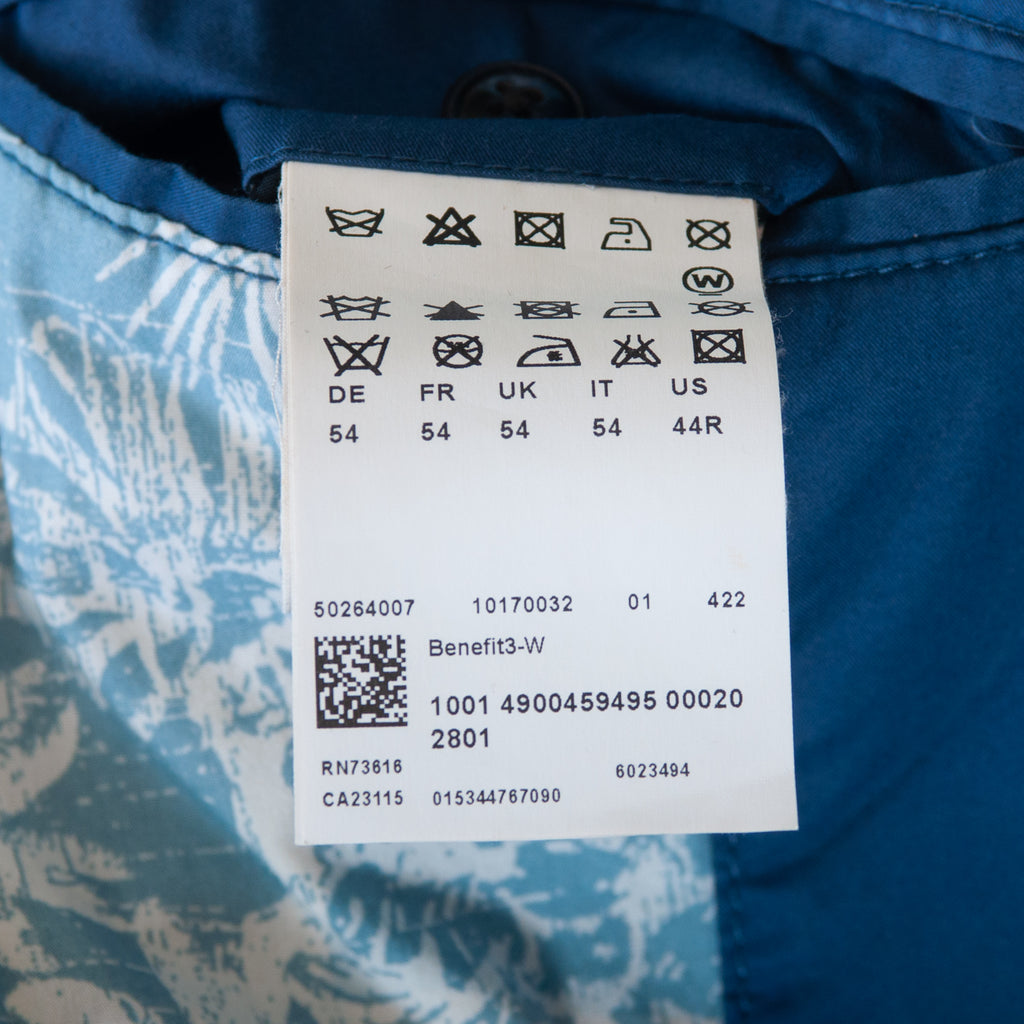 W
DE FR UK IT US
54 54 54 54 44R
50264007 10170032 01 422
Benefit3-W
1001 4900459495 00020
2801
RN73616 6023494
CA23115 015344767090